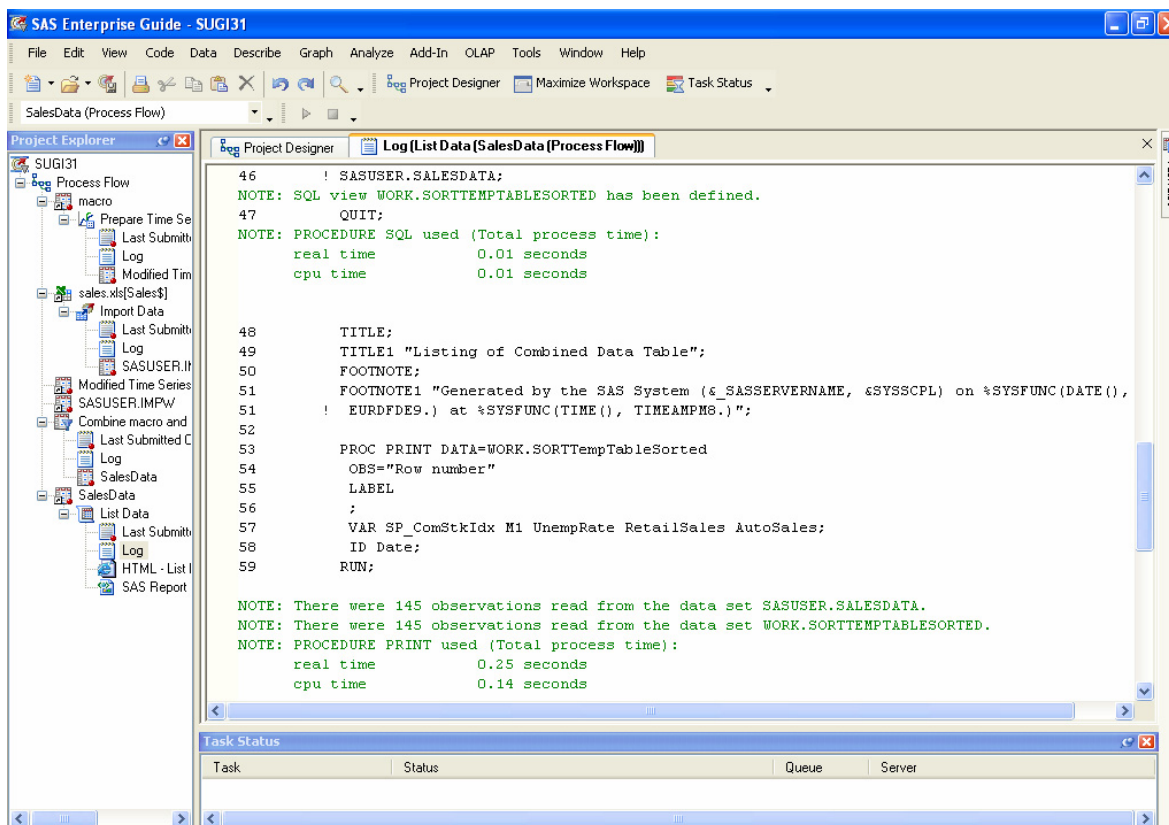 SAS Enterprise Guide - SUGI31
File Edit View Code Data Describe Graph Analyze Add-In OLAP Tools Window Help
Project Designer Maximize Workspace Task Status
SalesData (Process Flow)
Project Explorer
SUGI31
Process Flow
macro
Prepare Time Se
Last Submitt
Log
Modified Tim
sales.xls[Sales$]
Import Data
Last Submitt
Log
SASUSER.IM
Modified Time Series
SASUSER.IMPW
Combine macro and
Last Submitted C
Log
SalesData
SalesData
List Data
Last Submitt
Log
HTML - List
SAS Report
Project Designer Log (List Data (SalesData (Process Flow)))
46 ! SASUSER.SALESDATA;
NOTE: SQL view WORK.SORTTEMPTABLESORTED has been defined.
47 QUIT;
NOTE: PROCEDURE SQL used (Total process time):
real time 0.01 seconds
cpu time 0.01 seconds
48 TITLE;
49 TITLE1 "Listing of Combined Data Table";
50 FOOTNOTE;
51 FOOTNOTE1 "Generated by the SAS System (&_SASSERVERNAME, &SYSSCPL) on %SYSFUNC(DATE(),
51 ! EURDFDE9.) at %SYSFUNC(TIME(), TIMEAMPM8.)";
52
53 PROC PRINT DATA=WORK.SORTTempTableSorted
54 OBS="Row number"
55 LABEL
56 ;
57 VAR SP_ComStkIdx M1 UnempRate RetailSales AutoSales;
58 ID Date;
59 RUN;
NOTE: There were 145 observations read from the data set SASUSER.SALESDATA.
NOTE: There were 145 observations read from the data set WORK.SORTTEMPTABLESORTED.
NOTE: PROCEDURE PRINT used (Total process time):
real time 0.25 seconds
cpu time 0.14 seconds
Task Status
Task Status Queue Server